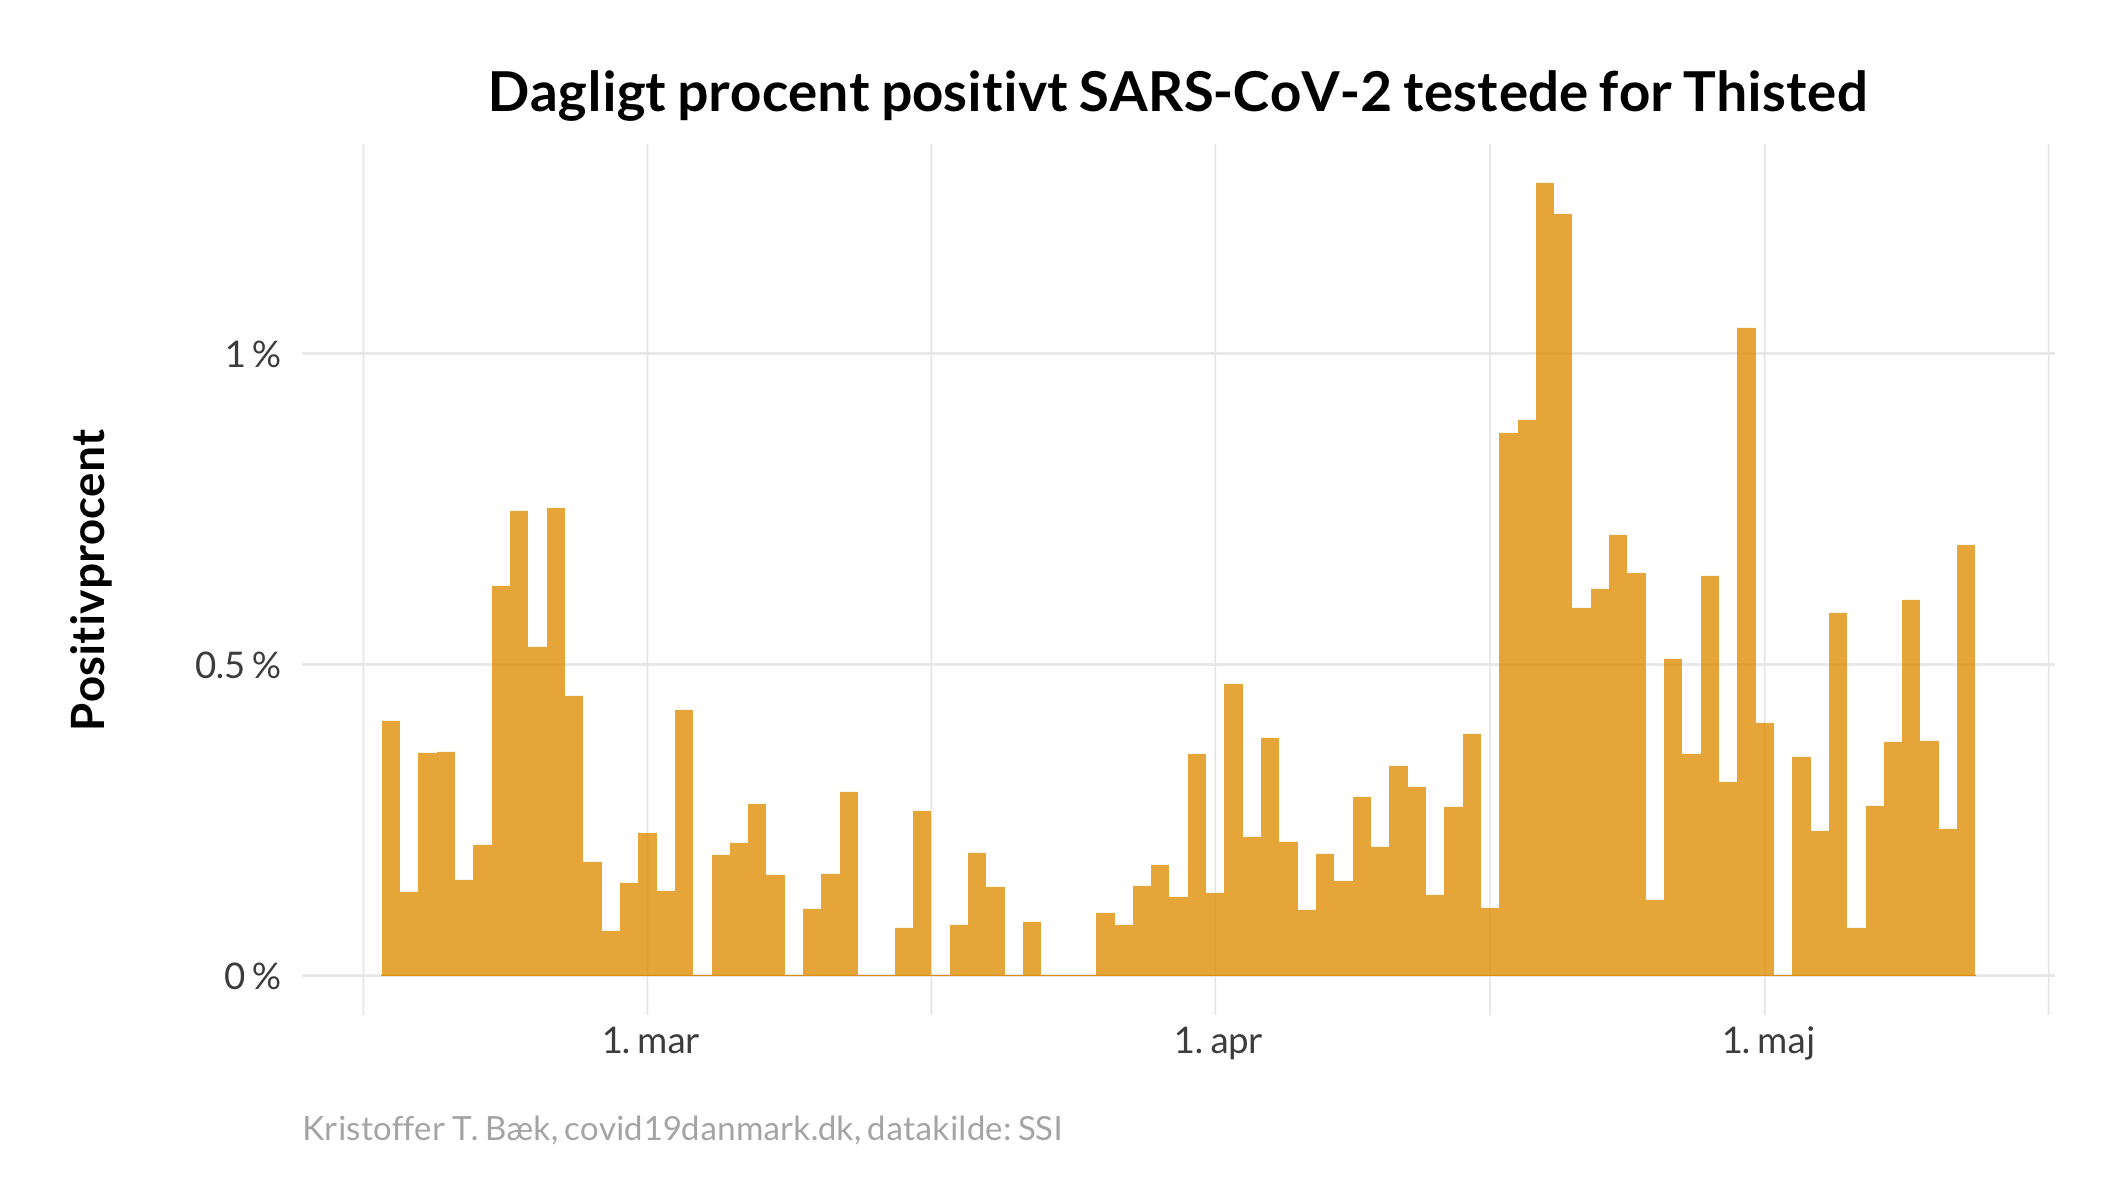 Dagligt procent positivt SARS-CoV-2 testede for Thisted
Positivprocent
1 %
0.5 %
0 %
1. mar
1. apr
1. maj
Kristoffer T. Bæk, covid19danmark.dk, datakilde: SSI